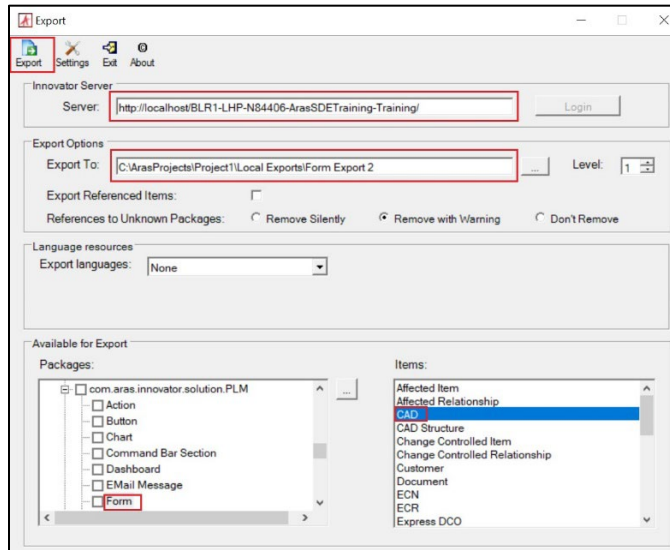 Export
Export Settings Exit About
Innovator Server
Server: http://localhost/BLR1-LHP-N84406-ArasSDETraining-Training/ Login
Export Options
Export To: C:\ArasProjects\Project1\Local Exports\Form Export 2 ... Level: 1
Export Referenced Items:
References to Unknown Packages: Remove Silently Remove with Warning Don't Remove
Language resources
Export languages: None
Available for Export
Packages: Items:
com.aras.innovator.solution.PLM ...
Action
Button
Chart
Command Bar Section
Dashboard
EMail Message
Form
Affected Item
Affected Relationship
CAD
CAD Structure
Change Controlled Item
Change Controlled Relationship
Customer
Document
ECN
ECR
Express DCO